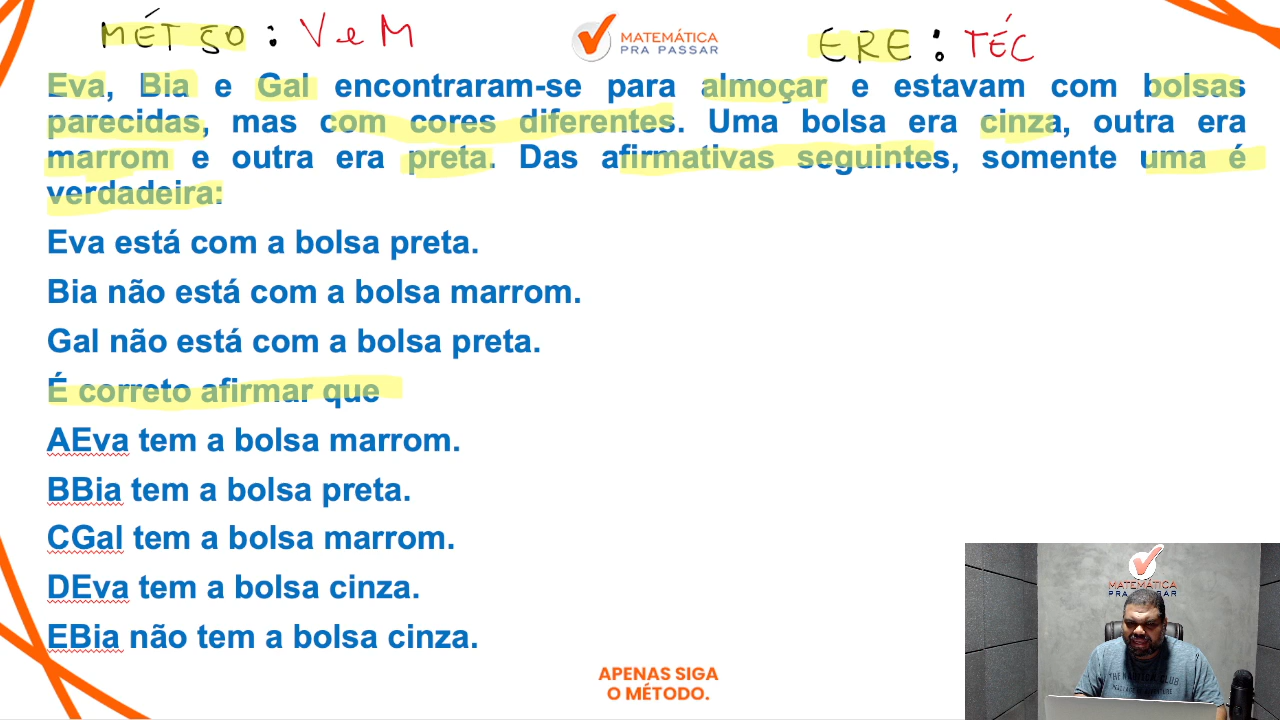 MÉT 50 : V e M
MATEMÁTICA
PRA PASSAR
ERE : TÉC
Eva, Bia e Gal encontraram-se para almoçar e estavam com bolsas
parecidas, mas com cores diferentes. Uma bolsa era cinza, outra era
marrom e outra era preta. Das afirmativas seguintes, somente uma é
verdadeira:
Eva está com a bolsa preta.
Bia não está com a bolsa marrom.
Gal não está com a bolsa preta.
É correto afirmar que
AEva tem a bolsa marrom.
BBia tem a bolsa preta.
CGal tem a bolsa marrom.
DEva tem a bolsa cinza.
EBia não tem a bolsa cinza.
MATEMÁTICA
PRA PASSAR
APENAS SIGA
O MÉTODO.